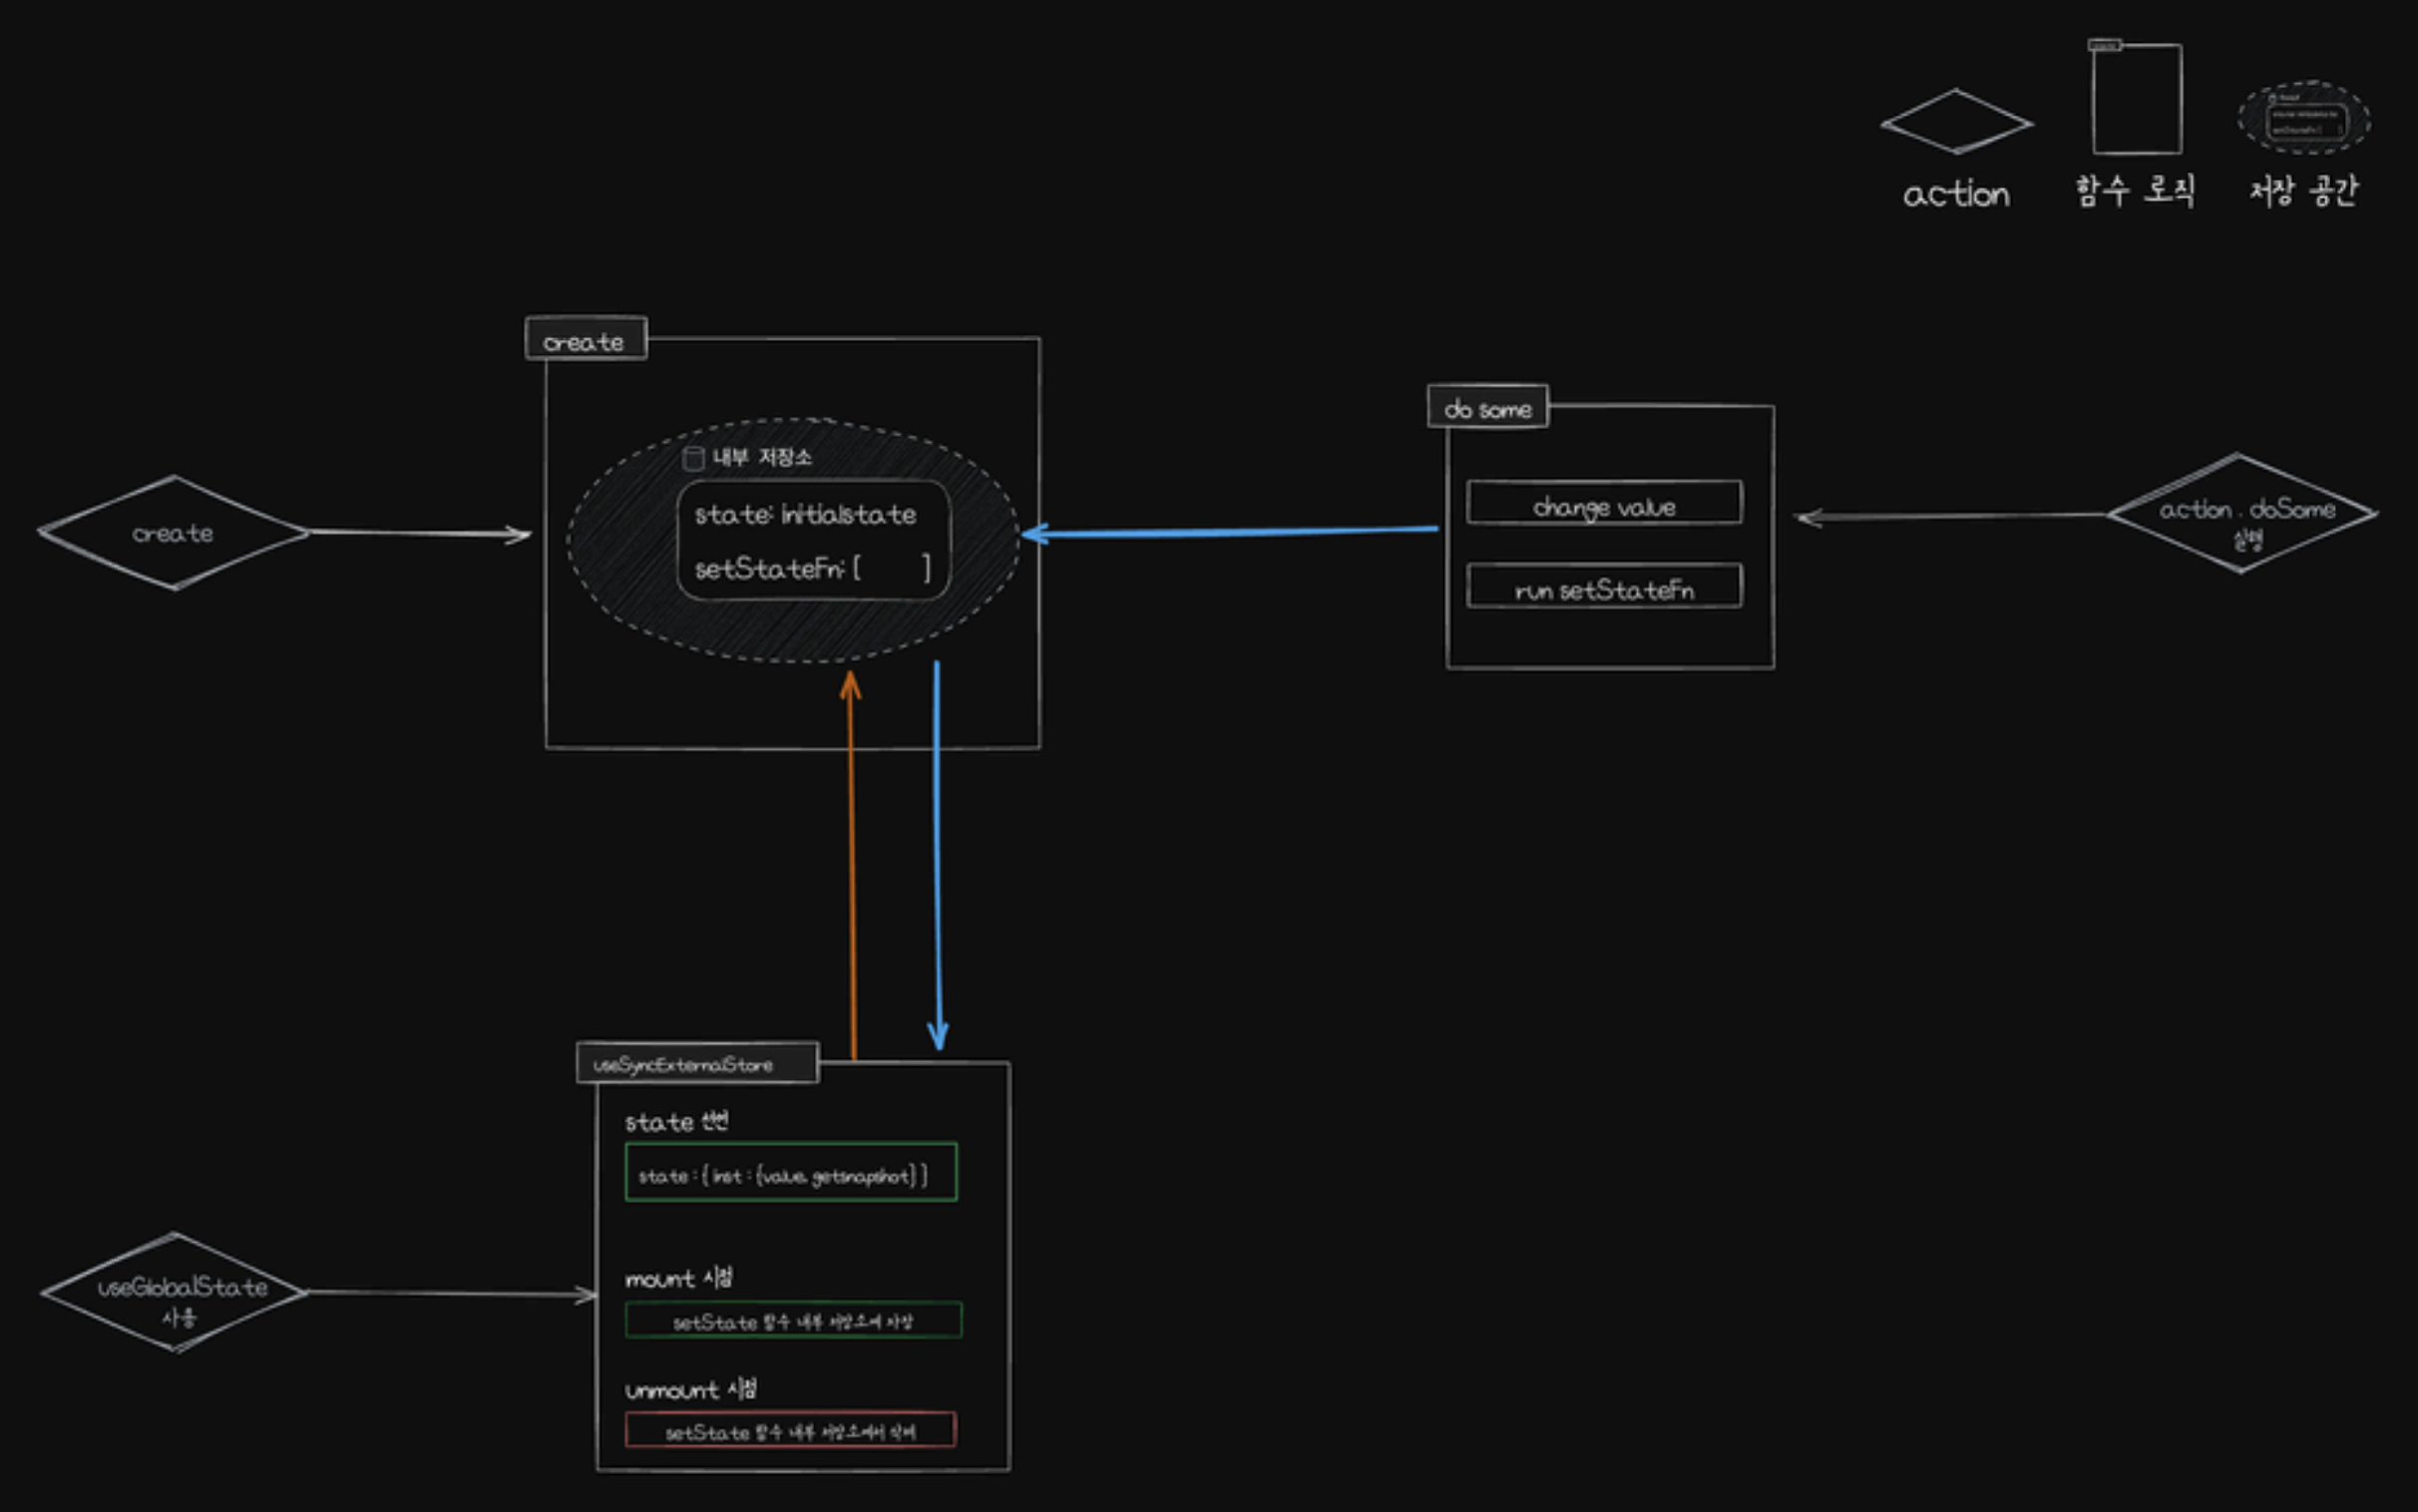 action
함수 로직
저장 공간
create
내부 저장소
state: initialstate
setStateFn: [ ]
create
do some
change value
run setStateFn
action . doSome
실행
useSyncExternalStore
state 선언
state : { inst : {value, getsnapshot} }
mount 시점
setState 함수 내부 저장소에 저장
unmount 시점
setState 함수 내부 저장소에서 삭제
useGlobalState
사용